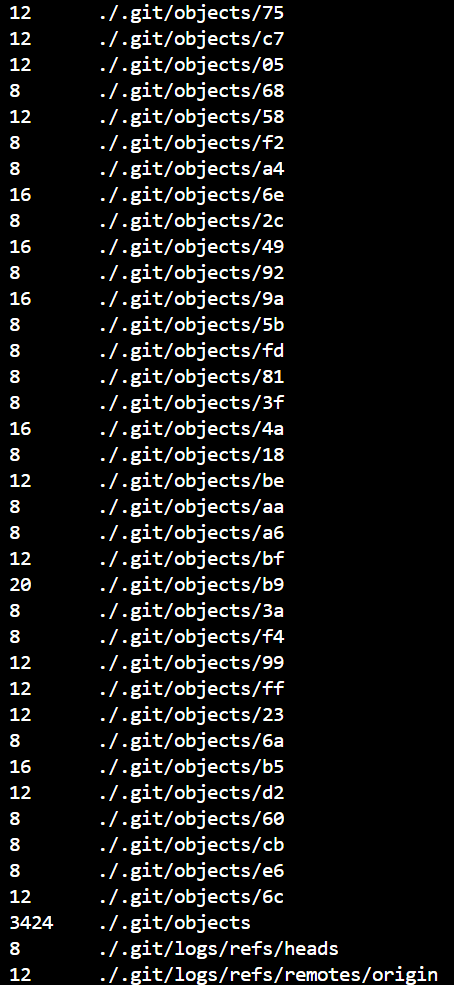 12 ./.git/objects/75
12 ./.git/objects/c7
12 ./.git/objects/05
8 ./.git/objects/68
12 ./.git/objects/58
8 ./.git/objects/f2
8 ./.git/objects/a4
16 ./.git/objects/6e
8 ./.git/objects/2c
16 ./.git/objects/49
8 ./.git/objects/92
16 ./.git/objects/9a
8 ./.git/objects/5b
8 ./.git/objects/fd
8 ./.git/objects/81
8 ./.git/objects/3f
16 ./.git/objects/4a
8 ./.git/objects/18
12 ./.git/objects/be
8 ./.git/objects/aa
8 ./.git/objects/a6
12 ./.git/objects/bf
20 ./.git/objects/b9
8 ./.git/objects/3a
8 ./.git/objects/f4
12 ./.git/objects/99
12 ./.git/objects/ff
12 ./.git/objects/23
8 ./.git/objects/6a
16 ./.git/objects/b5
12 ./.git/objects/d2
8 ./.git/objects/60
8 ./.git/objects/cb
8 ./.git/objects/e6
12 ./.git/objects/6c
3424 ./.git/objects
8 ./.git/logs/refs/heads
12 ./.git/logs/refs/remotes/origin